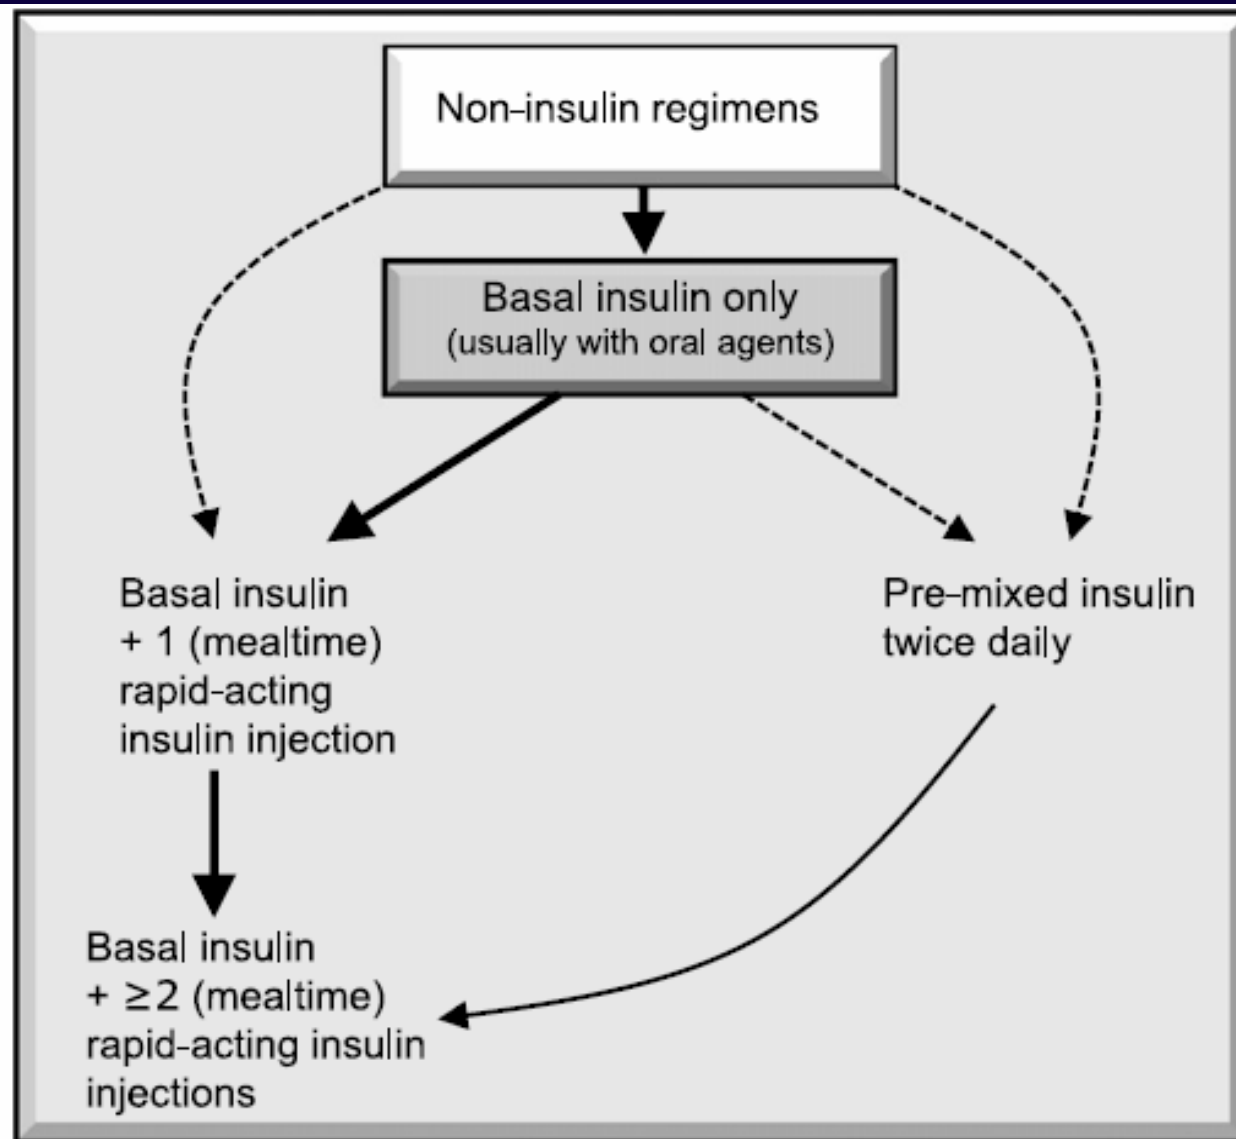 Non-insulin regimens
Basal insulin only
(usually with oral agents)
Basal insulin
+ 1 (mealtime)
rapid-acting
insulin injection
Pre-mixed insulin
twice daily
Basal insulin
+ ≥2 (mealtime)
rapid-acting insulin
injections